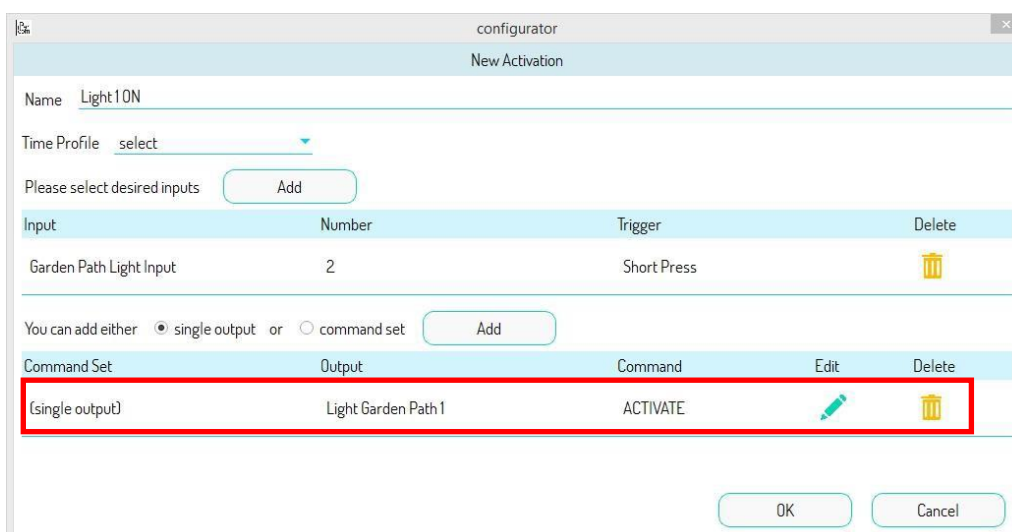 configurator
New Activation
Name Light 1 ON
Time Profile select
Please select desired inputs Add
Input Number Trigger Delete
Garden Path Light Input 2 Short Press
You can add either single output or command set Add
Command Set Output Command Edit Delete
(single output) Light Garden Path 1 ACTIVATE
OK Cancel